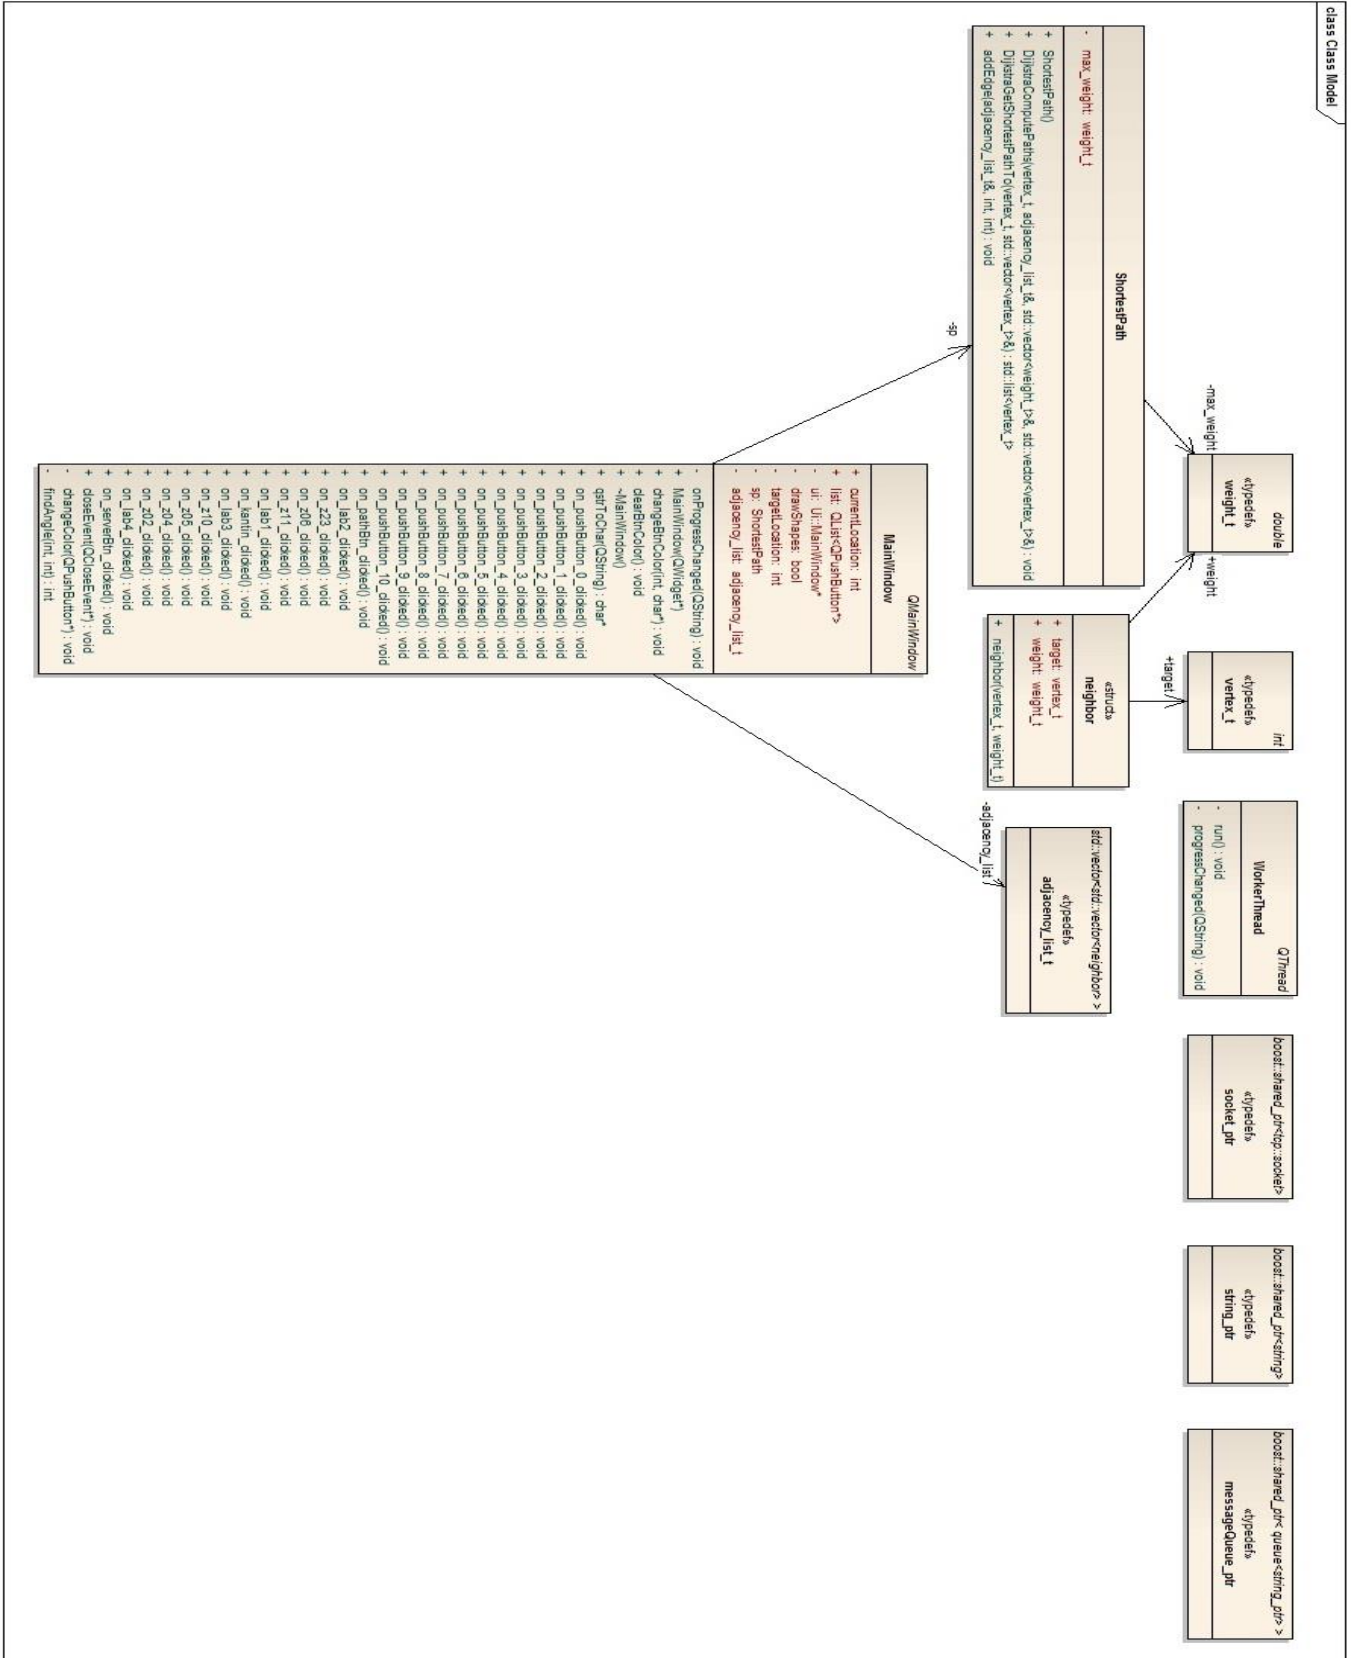 class Class Model
ShortestPath
- max_weight: weight_t
+ ShortestPath()
+ DijkstraComputePaths(vertex_t, adjacency_list_t&, std::vector<weight_t>&, std::vector<vertex_t>&) : void
+ DijkstraGetShortestPathTo(vertex_t, std::vector<vertex_t>&) : std::list<vertex_t>
+ addEdge(adjacency_list_t&, int, int) : void
-max_weight
double
«typedef»
weight_t
+weight
int
«typedef»
vertex_t
+target
«struct»
neighbor
+ target: vertex_t
+ weight: weight_t
+ neighbor(vertex_t, weight_t)
QThread
WorkerThread
- run() : void
- progressChanged(QString) : void
boost::shared_ptr<tcp::socket>
«typedef»
socket_ptr
boost::shared_ptr<string>
«typedef»
string_ptr
boost::shared_ptr< queue<string_ptr> >
«typedef»
messageQueue_ptr
std::vector<std::vector<neighbor> >
«typedef»
adjacency_list_t
-adjacency_list
-sp
QMainWindow
MainWindow
+ currentLocation: int
+ list: QList<QPushButton*>
- ui: Ui::MainWindow*
- drawShapes: bool
- targetLocation: int
- sp: ShortestPath
- adjacency_list: adjacency_list_t
- onProgressChanged(QString) : void
+ MainWindow(QWidget*)
+ changeBtnColor(int, char*) : void
+ clearBtnColor() : void
+ ~MainWindow()
+ qstrToChar(QString) : char*
+ on_pushButton_0_clicked() : void
+ on_pushButton_1_clicked() : void
+ on_pushButton_2_clicked() : void
+ on_pushButton_3_clicked() : void
+ on_pushButton_4_clicked() : void
+ on_pushButton_5_clicked() : void
+ on_pushButton_6_clicked() : void
+ on_pushButton_7_clicked() : void
+ on_pushButton_8_clicked() : void
+ on_pushButton_9_clicked() : void
+ on_pushButton_10_clicked() : void
+ on_pathBtn_clicked() : void
+ on_lab2_clicked() : void
+ on_z23_clicked() : void
+ on_z06_clicked() : void
+ on_z11_clicked() : void
+ on_lab1_clicked() : void
+ on_kantin_clicked() : void
+ on_lab3_clicked() : void
+ on_z10_clicked() : void
+ on_z05_clicked() : void
+ on_z04_clicked() : void
+ on_z02_clicked() : void
+ on_lab4_clicked() : void
+ on_serverBtn_clicked() : void
+ closeEvent(QCloseEvent*) : void
- changeColor(QPushButton*) : void
- findAngle(int, int) : int